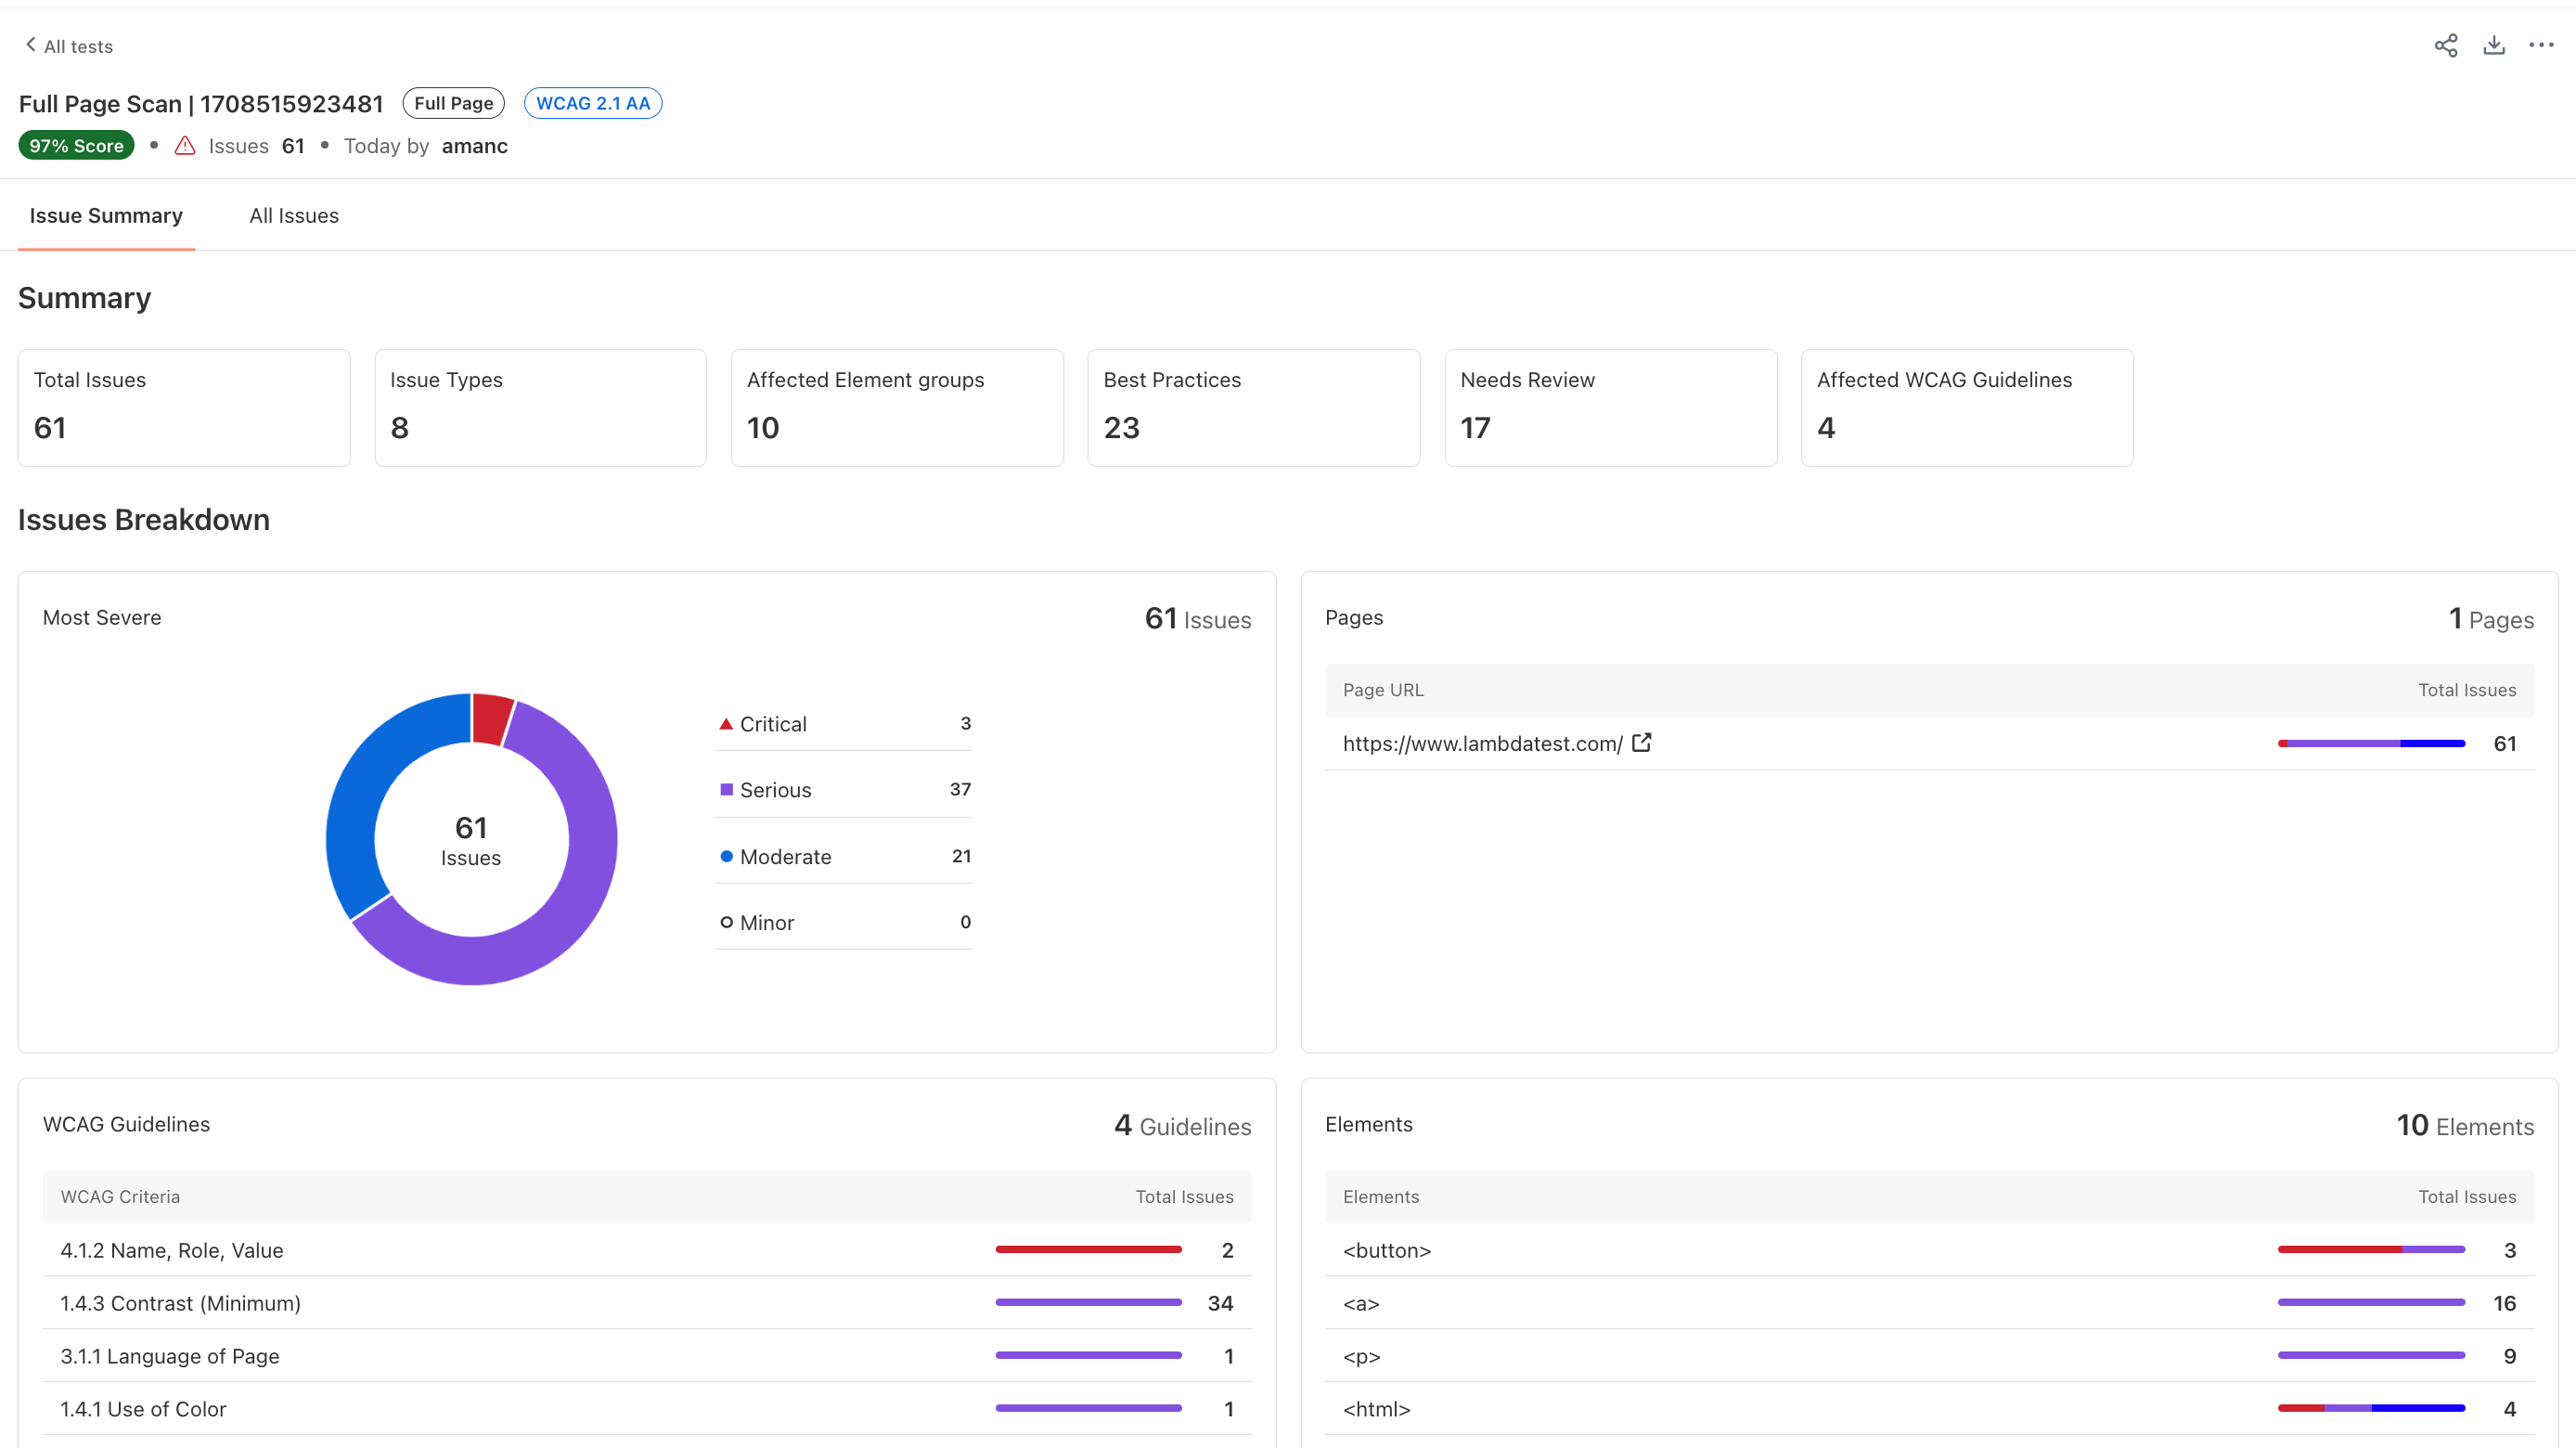 All tests
Full Page Scan | 1708515923481 Full Page WCAG 2.1 AA
97% Score • Issues 61 • Today by amanc
Issue Summary All Issues
Summary
Total Issues
61
Issue Types
8
Affected Element groups
10
Best Practices
23
Needs Review
17
Affected WCAG Guidelines
4
Issues Breakdown
Most Severe 61 Issues
61
Issues
Critical 3
Serious 37
Moderate 21
Minor 0
Pages 1 Pages
Page URL Total Issues
https://www.lambdatest.com/ 61
WCAG Guidelines 4 Guidelines
WCAG Criteria Total Issues
4.1.2 Name, Role, Value 2
1.4.3 Contrast (Minimum) 34
3.1.1 Language of Page 1
1.4.1 Use of Color 1
Elements 10 Elements
Elements Total Issues
<button> 3
<a> 16
<p> 9
<html> 4